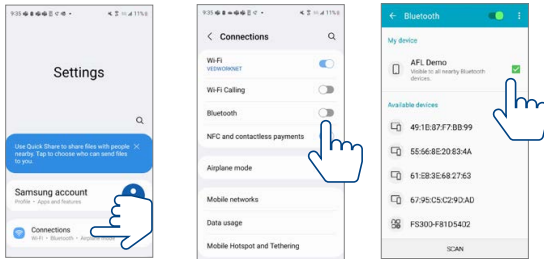 9:35
11%
Settings
Use Quick Share to share files with people
nearby. Tap to choose who can send files
to you.
Samsung account
Profile • Apps and features
Connections
Wi-Fi • Bluetooth • Airplane mode
9:35
11%
Connections
Wi-Fi
VEDWORKNET
Wi-Fi Calling
Bluetooth
NFC and contactless payments
Airplane mode
Mobile networks
Data usage
Mobile Hotspot and Tethering
Bluetooth
My device
AFL Demo
Visible to all nearby Bluetooth
devices.
Available devices
49:1B:87:F7:BB:99
55:66:8E:20:83:4A
61:EB:3E:68:27:63
67:95:C5:C2:9D:AD
FS300-F81D5402
SCAN